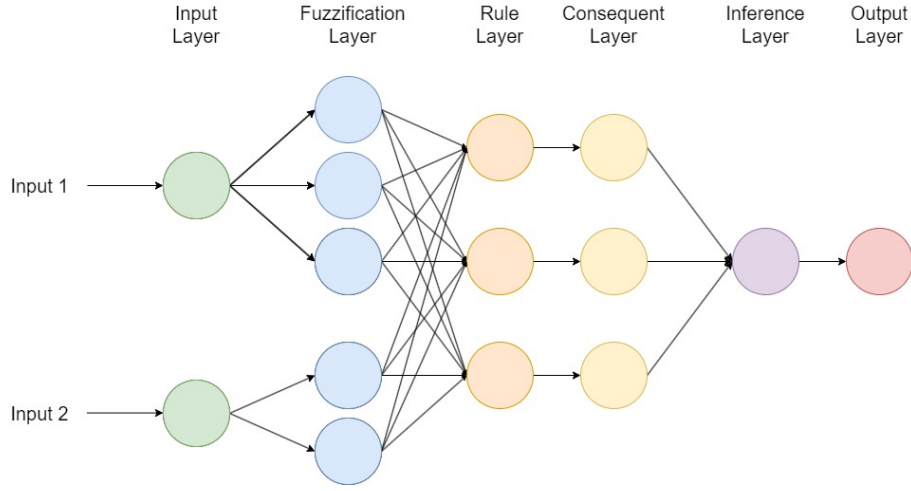 Input
Layer
Fuzzification
Layer
Rule
Layer
Consequent
Layer
Inference
Layer
Output
Layer
Input 1
Input 2